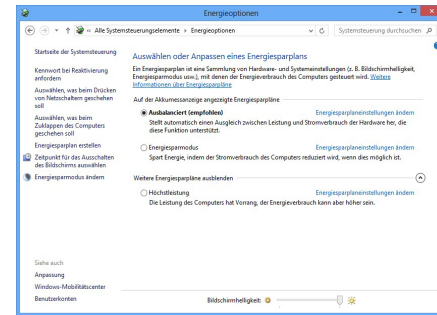 Energieoptionen
« Alle Systemsteuerungselemente › Energieoptionen
Systemsteuerung durchsuchen
Startseite der Systemsteuerung
Kennwort bei Reaktivierung
anfordern
Auswählen, was beim Drücken
von Netzschaltern geschehen
soll
Auswählen, was beim
Zuklappen des Computers
geschehen soll
Energiesparplan erstellen
Zeitpunkt für das Ausschalten
des Bildschirms auswählen
Energiesparmodus ändern
Auswählen oder Anpassen eines Energiesparplans
Ein Energiesparplan ist eine Sammlung von Hardware- und Systemeinstellungen (z. B. Bildschirmhelligkeit,
Energiesparmodus usw.), mit denen der Energieverbrauch des Computers gesteuert wird. Weitere
Informationen über Energiesparpläne
Auf der Akkumessanzeige angezeigte Energiesparpläne
Ausbalanciert (empfohlen) Energiesparplaneinstellungen ändern
Stellt automatisch einen Ausgleich zwischen Leistung und Stromverbrauch der Hardware her, die
diese Funktion unterstützt.
Energiesparmodus Energiesparplaneinstellungen ändern
Spart Energie, indem der Stromverbrauch des Computers reduziert wird, wenn dies möglich ist.
Weitere Energiesparpläne ausblenden
Höchstleistung Energiesparplaneinstellungen ändern
Die Leistung des Computers hat Vorrang, der Energieverbrauch kann aber höher sein.
Siehe auch
Anpassung
Windows-Mobilitätscenter
Benutzerkonten
Bildschirmhelligkeit: